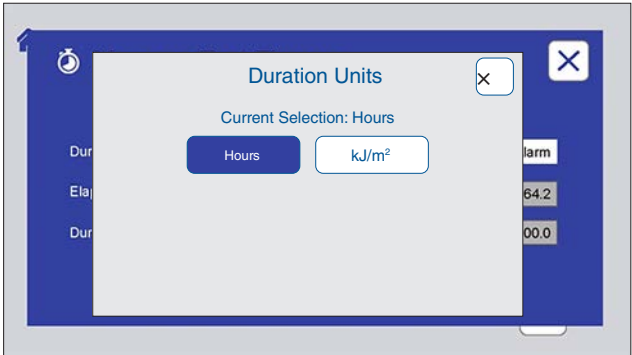 Duration Units
×
Current Selection: Hours
Hours
kJ/m²
Dur
larm
Ela
64.2
Dur
00.0